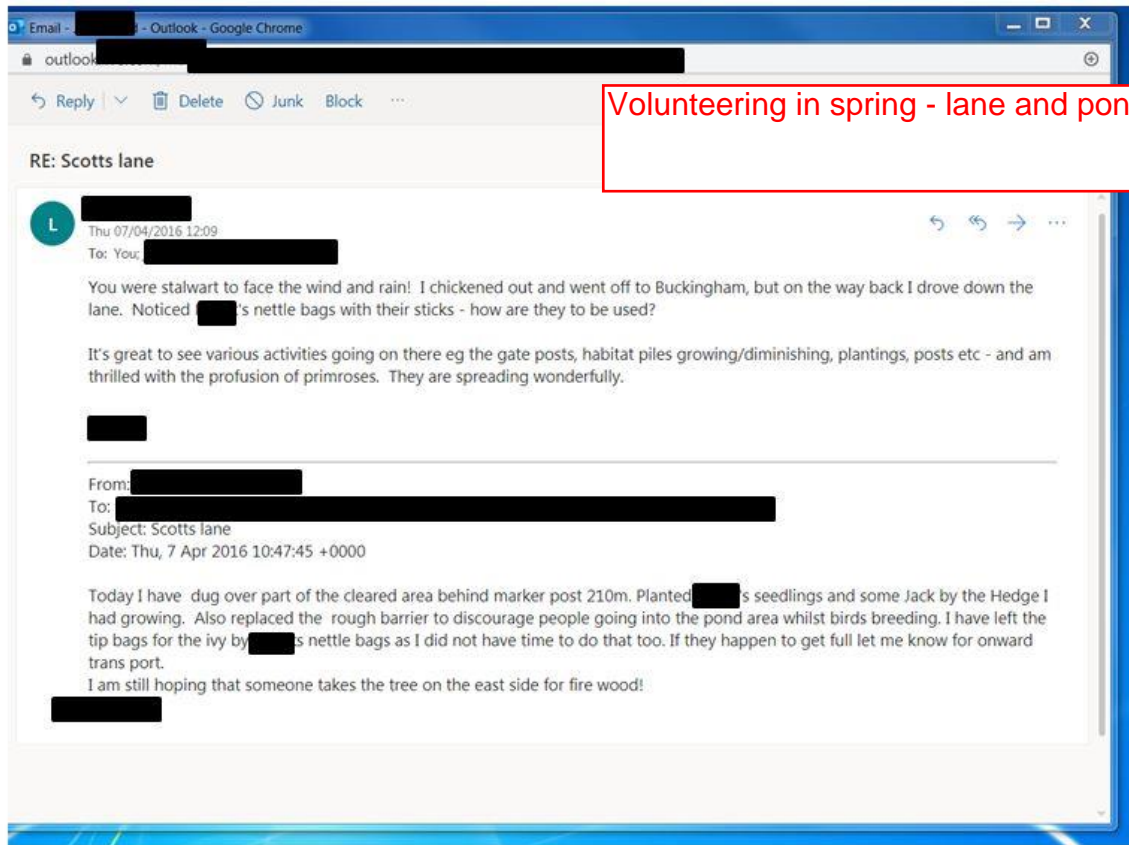 Email -
- Outlook - Google Chrome
outlook
Reply
Delete
Junk
Block
Volunteering in spring - lane and pon
RE: Scotts lane
L
Thu 07/04/2016 12:09
To: You;
You were stalwart to face the wind and rain! I chickened out and went off to Buckingham, but on the way back I drove down the
lane. Noticed 's nettle bags with their sticks - how are they to be used?
It's great to see various activities going on there eg the gate posts, habitat piles growing/diminishing, plantings, posts etc - and am
thrilled with the profusion of primroses. They are spreading wonderfully.
From:
To:
Subject: Scotts lane
Date: Thu, 7 Apr 2016 10:47:45 +0000
Today I have dug over part of the cleared area behind marker post 210m. Planted 's seedlings and some Jack by the Hedge I
had growing. Also replaced the rough barrier to discourage people going into the pond area whilst birds breeding. I have left the
tip bags for the ivy by s nettle bags as I did not have time to do that too. If they happen to get full let me know for onward
trans port.
I am still hoping that someone takes the tree on the east side for fire wood!